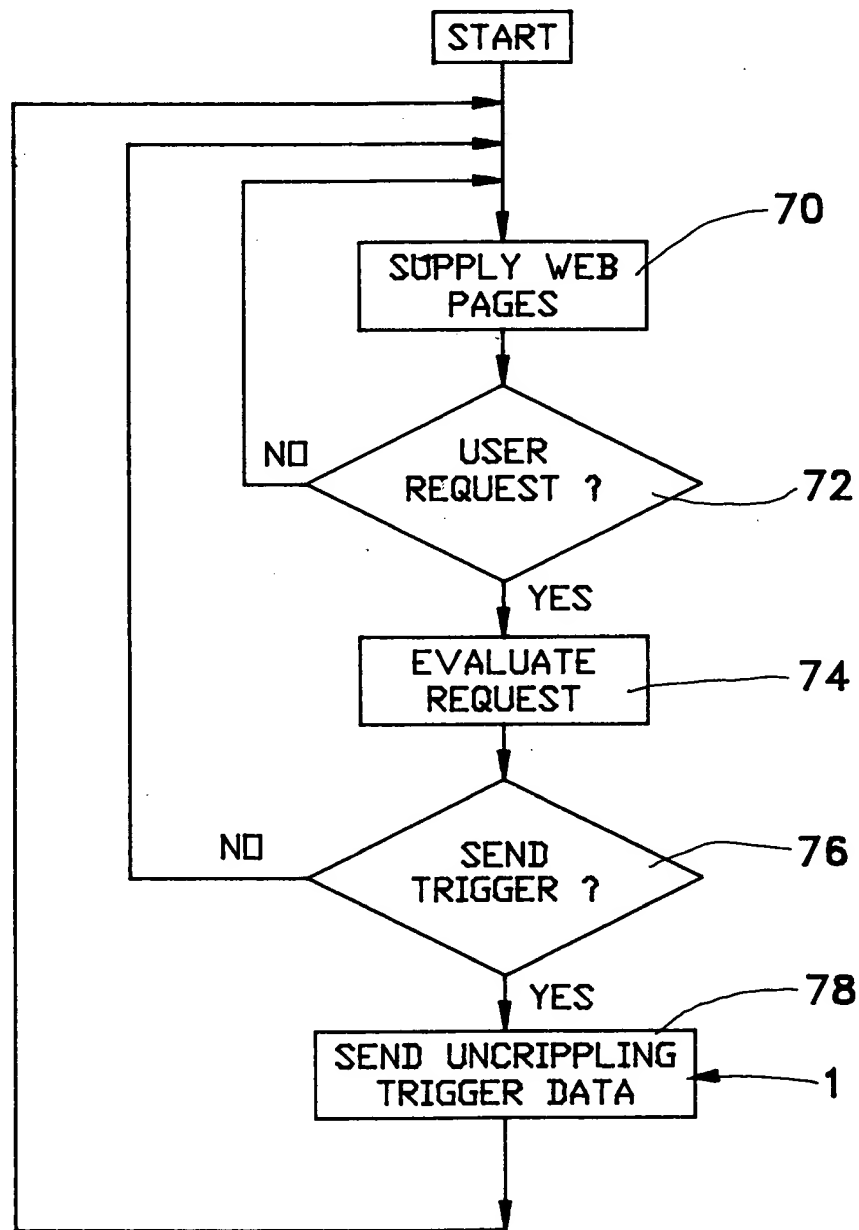 START
70
SUPPLY WEB
PAGES
USER
REQUEST ?
NO
72
YES
EVALUATE
REQUEST
74
NO
SEND
TRIGGER ?
76
YES
78
SEND UNCRIPPLING
TRIGGER DATA
1